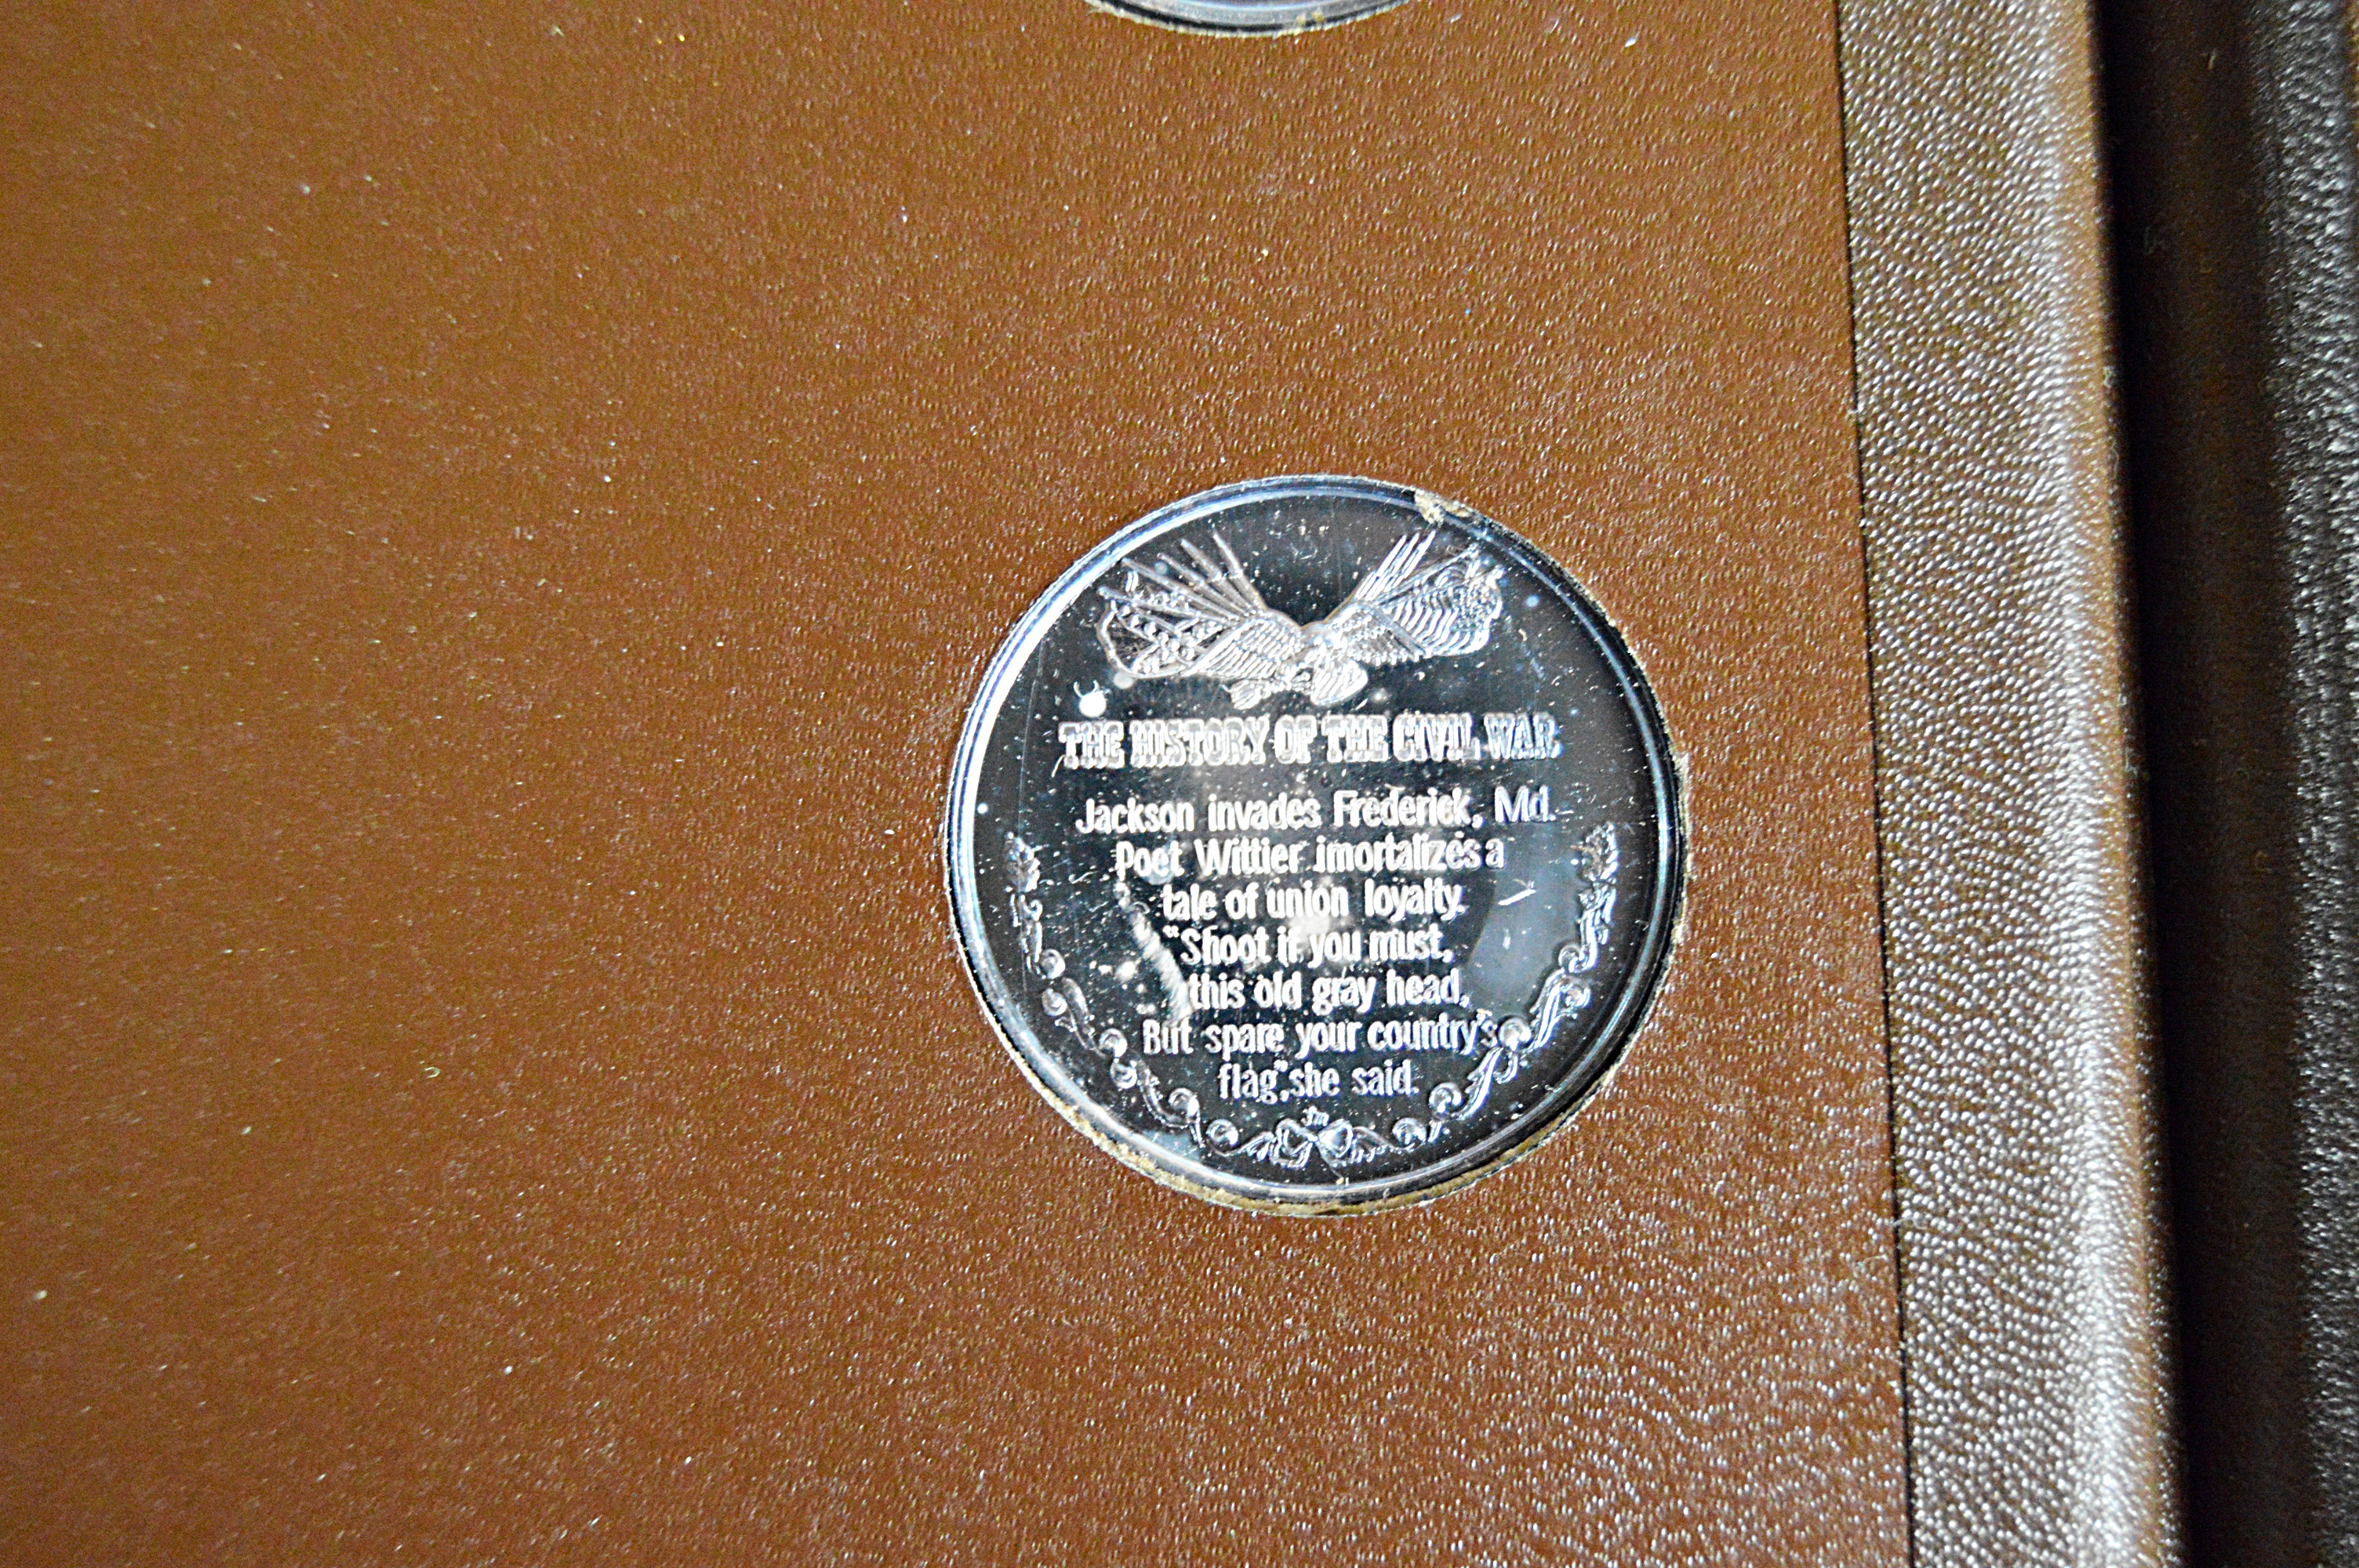 THE HISTORY OF THE CIVIL WAR
Jackson invades Frederick, Md.
Poet Wittier imortalizes a
tale of union loyalty.
"Shoot if you must,
this old gray head,
But spare your country's
flag", she said.